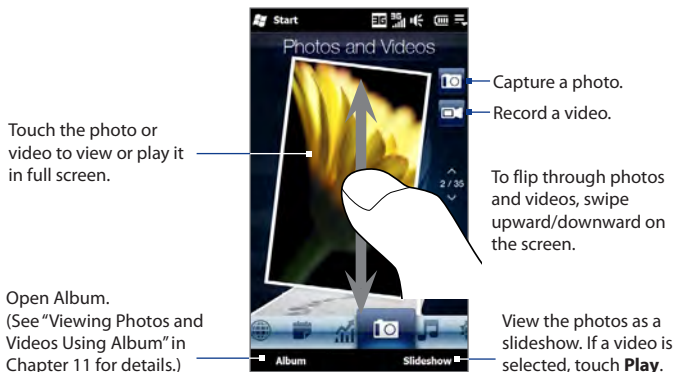 Start
Photos and Videos
Capture a photo.
Record a video.
Touch the photo or
video to view or play it
in full screen.
2 / 35
To flip through photos
and videos, swipe
upward/downward on
the screen.
Open Album.
(See “Viewing Photos and
Videos Using Album” in
Chapter 11 for details.)
Album
Slideshow
View the photos as a
slideshow. If a video is
selected, touch Play.